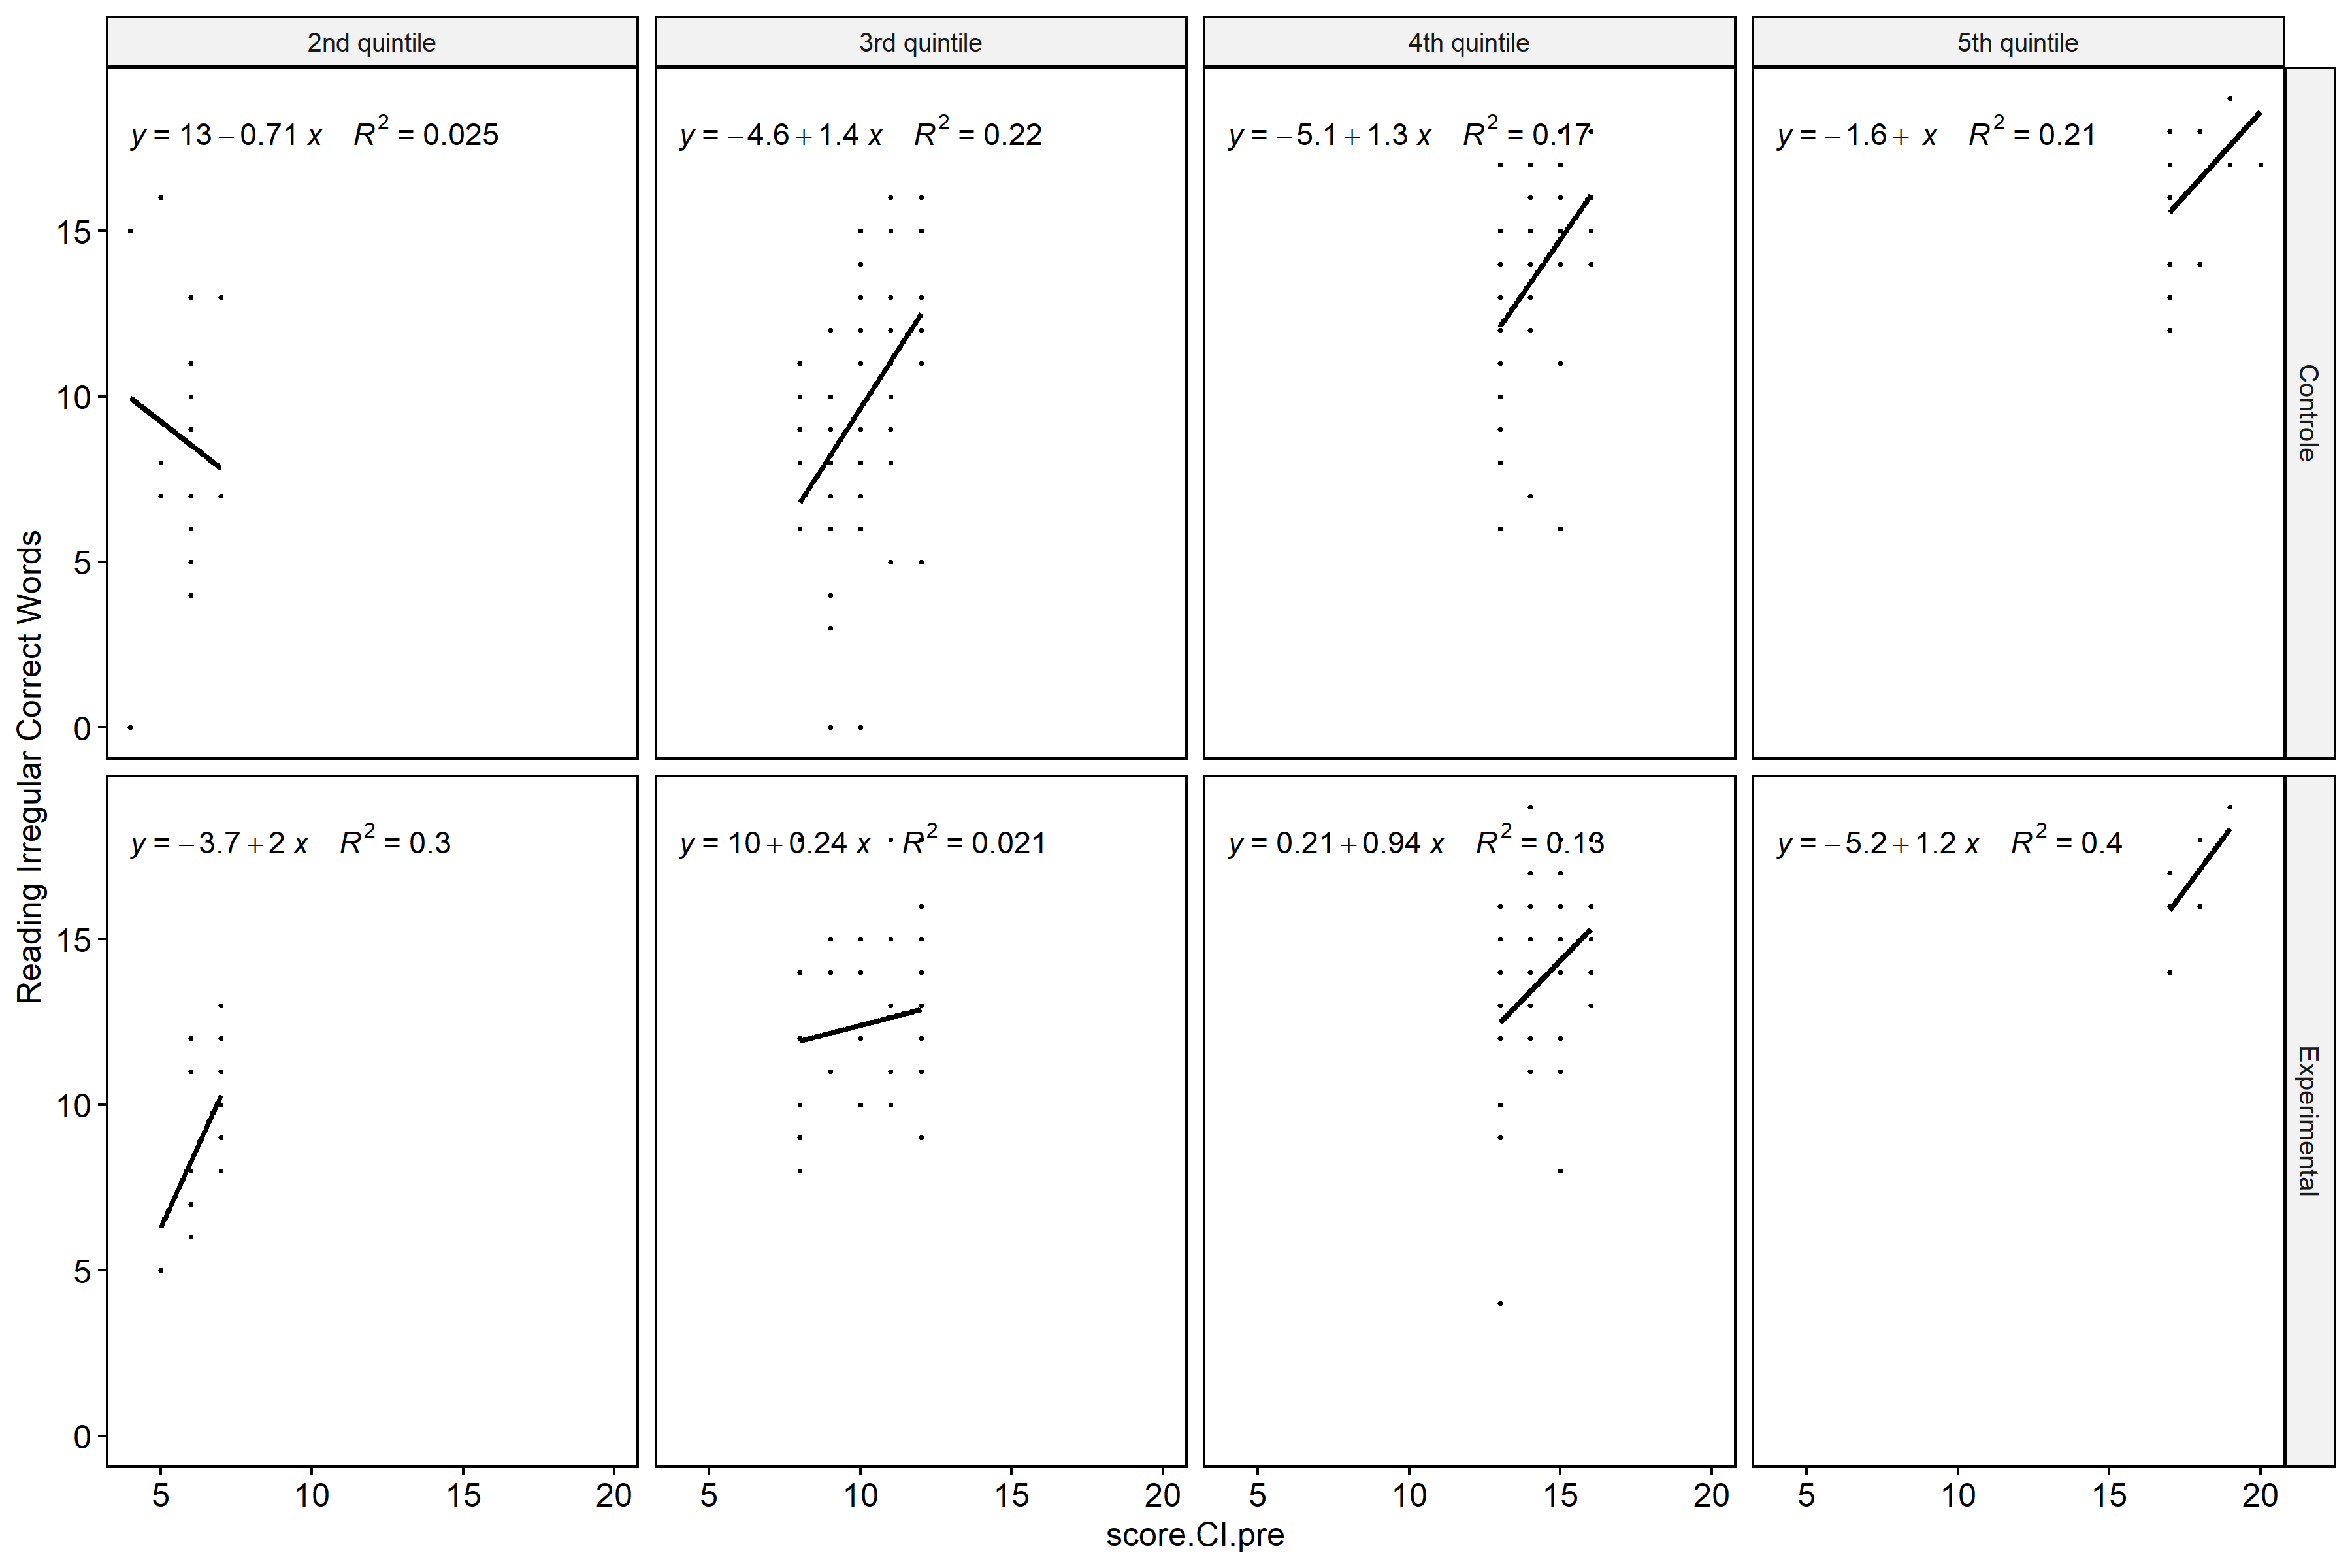 2nd quintile 3rd quintile 4th quintile 5th quintile
y = 13 − 0.71 x R² = 0.025
y = −4.6 + 1.4 x R² = 0.22
y = −5.1 + 1.3 x R² = 0.17
y = −1.6 + x R² = 0.21
15
10
5
0
Controle
Reading Irregular Correct Words
y = −3.7 + 2 x R² = 0.3
y = 10 + 0.24 x R² = 0.021
y = 0.21 + 0.94 x R² = 0.13
y = −5.2 + 1.2 x R² = 0.4
15
10
5
0
Experimental
5 10 15 20 5 10 15 20 5 10 15 20 5 10 15 20
score.CI.pre